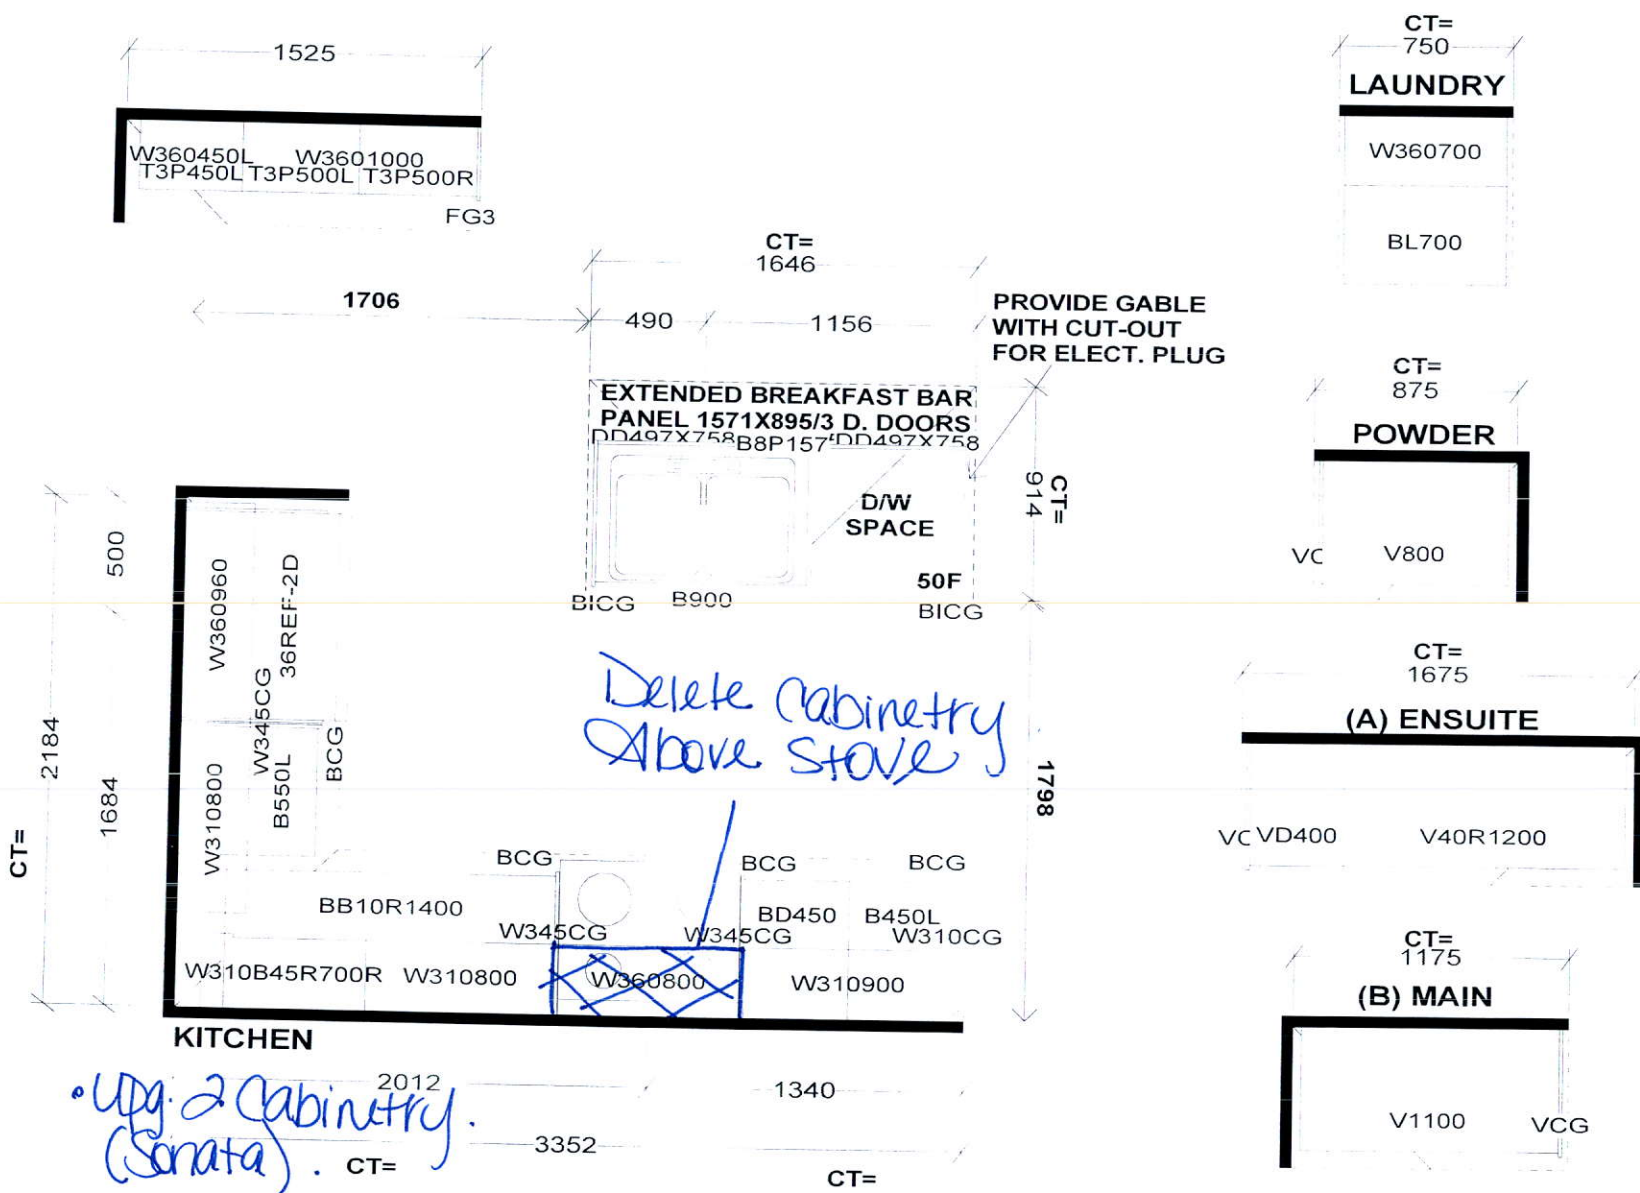 1525
W360450L W3601000
T3P450L T3P500L T3P500R
FG3
CT=
750
LAUNDRY
W360700
BL700
CT=
1646
1706
490
1156
PROVIDE GABLE
WITH CUT-OUT
FOR ELECT. PLUG
EXTENDED BREAKFAST BAR
PANEL 1571X895/3 D. DOORS
DD497X758 B8P157 DD497X758
D/W
SPACE
50F
BICG
B900
BICG
CT=
914
1798
CT=
875
POWDER
VC
V800
CT=
1675
(A) ENSUITE
VC VD400
V40R1200
CT=
1175
(B) MAIN
V1100
VCG
500
2184
1684
CT=
W360960
36REF-2D
W345CG
B550L
BCG
W310800
Delete Cabinetry
Above Stove
BCG
BCG
BCG
BB10R1400
BD450
B450L
W345CG
W345CG
W310CG
W310B45R700R
W310800
W360800
W310900
KITCHEN
2012
1340
• Upg. 2 Cabinetry.
(Sonata).
3352
CT=
CT=